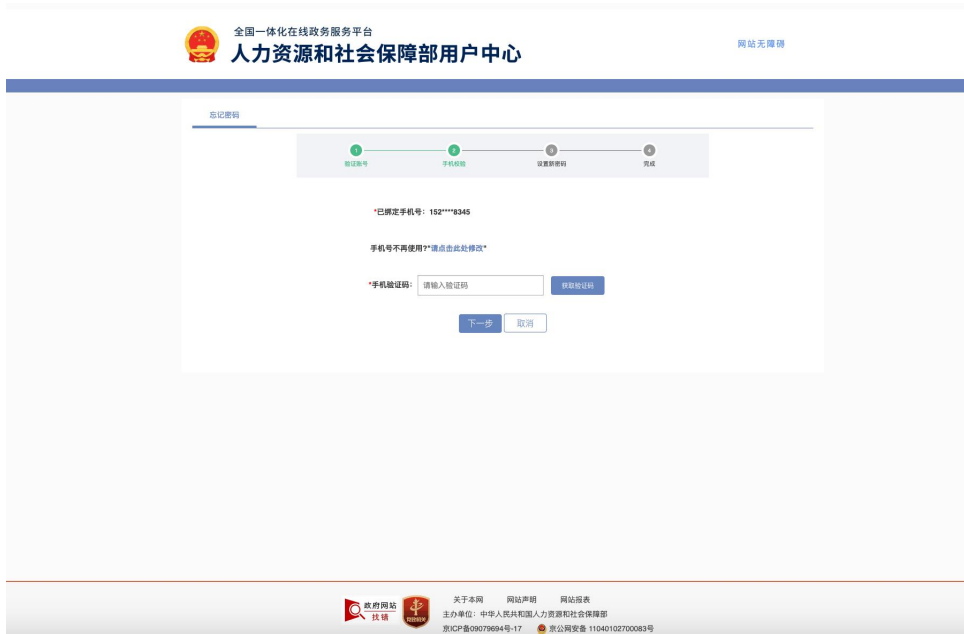 全国一体化在线政务服务平台
人力资源和社会保障部用户中心
网站无障碍
忘记密码
1 2 3 4
验证账号 手机校验 设置新密码 完成
*已绑定手机号：152****8345
手机号不再使用?"请点击此处修改"
*手机验证码： 请输入验证码 获取验证码
下一步 取消
政府网站
找错
党政机关
关于本网 网站声明 网站报表
主办单位：中华人民共和国人力资源和社会保障部
京ICP备09079694号-17 京公网安备 11040102700083号